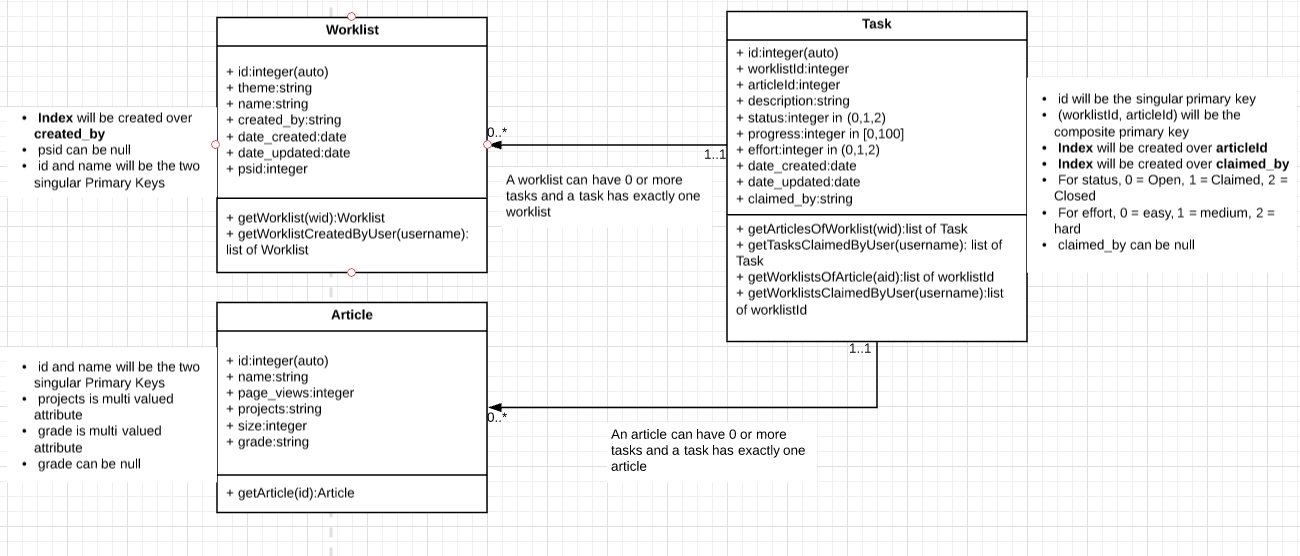 Worklist
+ id:integer(auto)
+ theme:string
+ name:string
+ created_by:string
+ date_created:date
+ date_updated:date
+ psid:integer
+ getWorklist(wid):Worklist
+ getWorklistCreatedByUser(username):
list of Worklist
• Index will be created over
created_by
• psid can be null
• id and name will be the two
singular Primary Keys
0..*
1..1
A worklist can have 0 or more
tasks and a task has exactly one
worklist
Task
+ id:integer(auto)
+ worklistId:integer
+ articleId:integer
+ description:string
+ status:integer in (0,1,2)
+ progress:integer in [0,100]
+ effort:integer in (0,1,2)
+ date_created:date
+ date_updated:date
+ claimed_by:string
+ getArticlesOfWorklist(wid):list of Task
+ getTasksClaimedByUser(username): list of
Task
+ getWorklistsOfArticle(aid):list of worklistId
+ getWorklistsClaimedByUser(username):list
of worklistId
• id will be the singular primary key
• (worklistId, articleId) will be the
composite primary key
• Index will be created over articleId
• Index will be created over claimed_by
• For status, 0 = Open, 1 = Claimed, 2 =
Closed
• For effort, 0 = easy, 1 = medium, 2 =
hard
• claimed_by can be null
Article
+ id:integer(auto)
+ name:string
+ page_views:integer
+ projects:string
+ size:integer
+ grade:string
+ getArticle(id):Article
• id and name will be the two
singular Primary Keys
• projects is multi valued
attribute
• grade is multi valued
attribute
• grade can be null
1..1
0..*
An article can have 0 or more
tasks and a task has exactly one
article